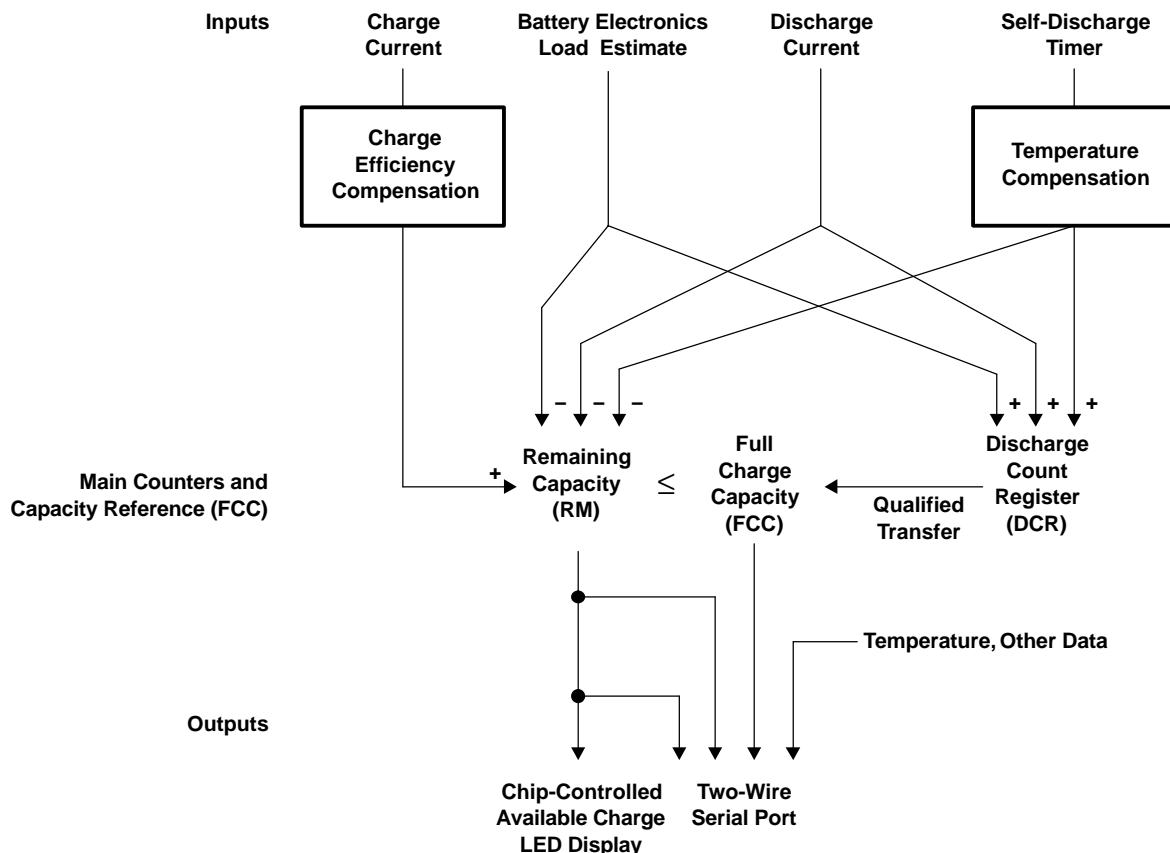 Inputs
Charge
Current
Battery Electronics
Load Estimate
Discharge
Current
Self-Discharge
Timer
Charge
Efficiency
Compensation
Temperature
Compensation
– – –
+ + +
Main Counters and
Capacity Reference (FCC)
+
Remaining
Capacity
(RM)
≤
Full
Charge
Capacity
(FCC)
Qualified
Transfer
Discharge
Count
Register
(DCR)
Temperature, Other Data
Outputs
Chip-Controlled
Available Charge
LED Display
Two-Wire
Serial Port